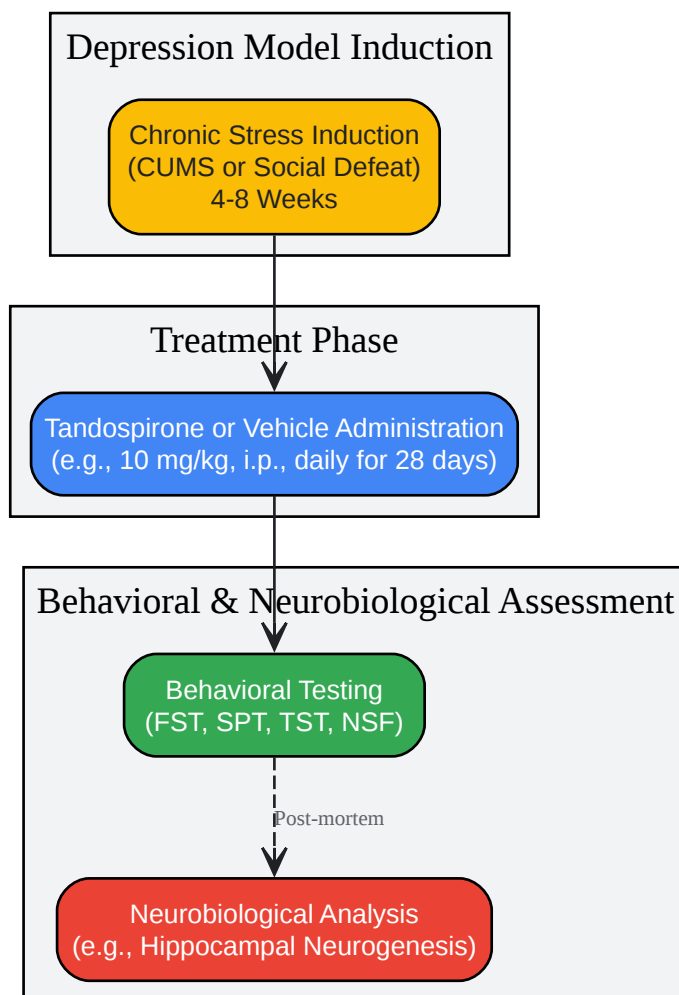 Depression Model Induction
Chronic Stress Induction
(CUMS or Social Defeat)
4-8 Weeks
Treatment Phase
Tandospirone or Vehicle Administration
(e.g., 10 mg/kg, i.p., daily for 28 days)
Behavioral & Neurobiological Assessment
Behavioral Testing
(FST, SPT, TST, NSF)
Post-mortem
Neurobiological Analysis
(e.g., Hippocampal Neurogenesis)